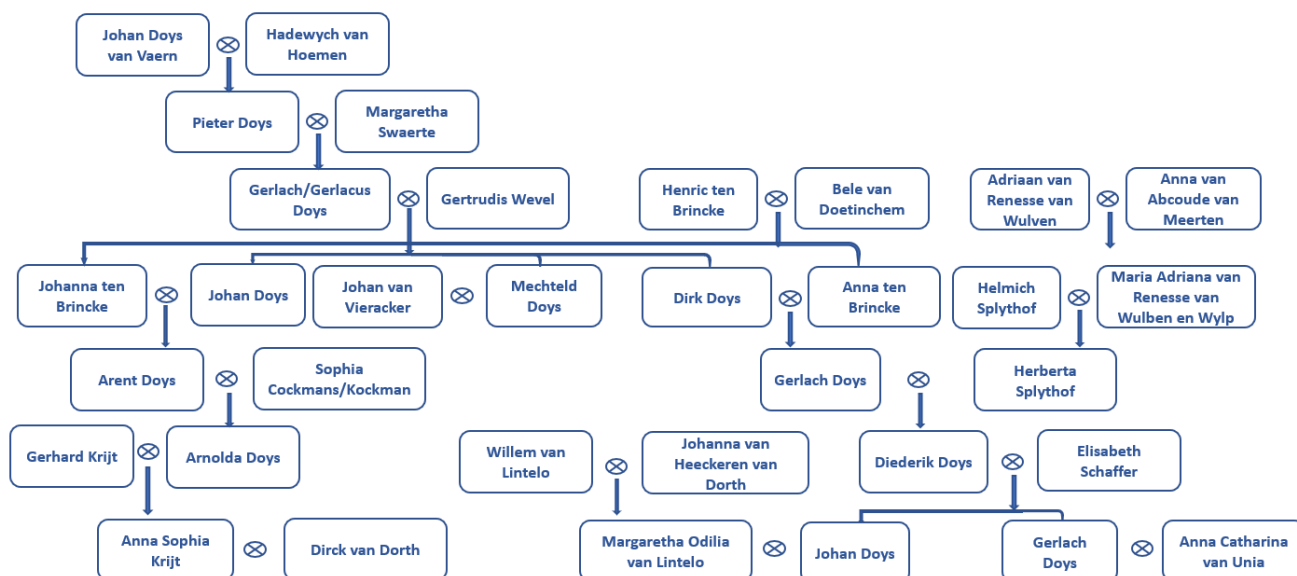 Johan Doys
van Vaern
Hadewych van
Hoemen
Pieter Doys
Margaretha
Swaerte
Gerlach/Gerlacus
Doys
Gertrudis Wevel
Henric ten
Brincke
Bele van
Doetinchem
Adriaan van
Renesse van
Wulven
Anna van
Abcoude van
Meerten
Johanna ten
Brincke
Johan Doys
Johan van
Vieracker
Mechteld
Doys
Dirk Doys
Anna ten
Brincke
Helmich
Splythof
Maria Adriana van
Renesse van
Wulben en Wylp
Arent Doys
Sophia
Cockmans/Kockman
Gerlach Doys
Herberta
Splythof
Gerhard Krijt
Arnolda Doys
Willem van
Lintelo
Johanna van
Heeckeren van
Dorth
Diederik Doys
Elisabeth
Schaffer
Anna Sophia
Krijt
Dirck van Dorth
Margaretha Odilia
van Lintelo
Johan Doys
Gerlach
Doys
Anna Catharina
van Unia